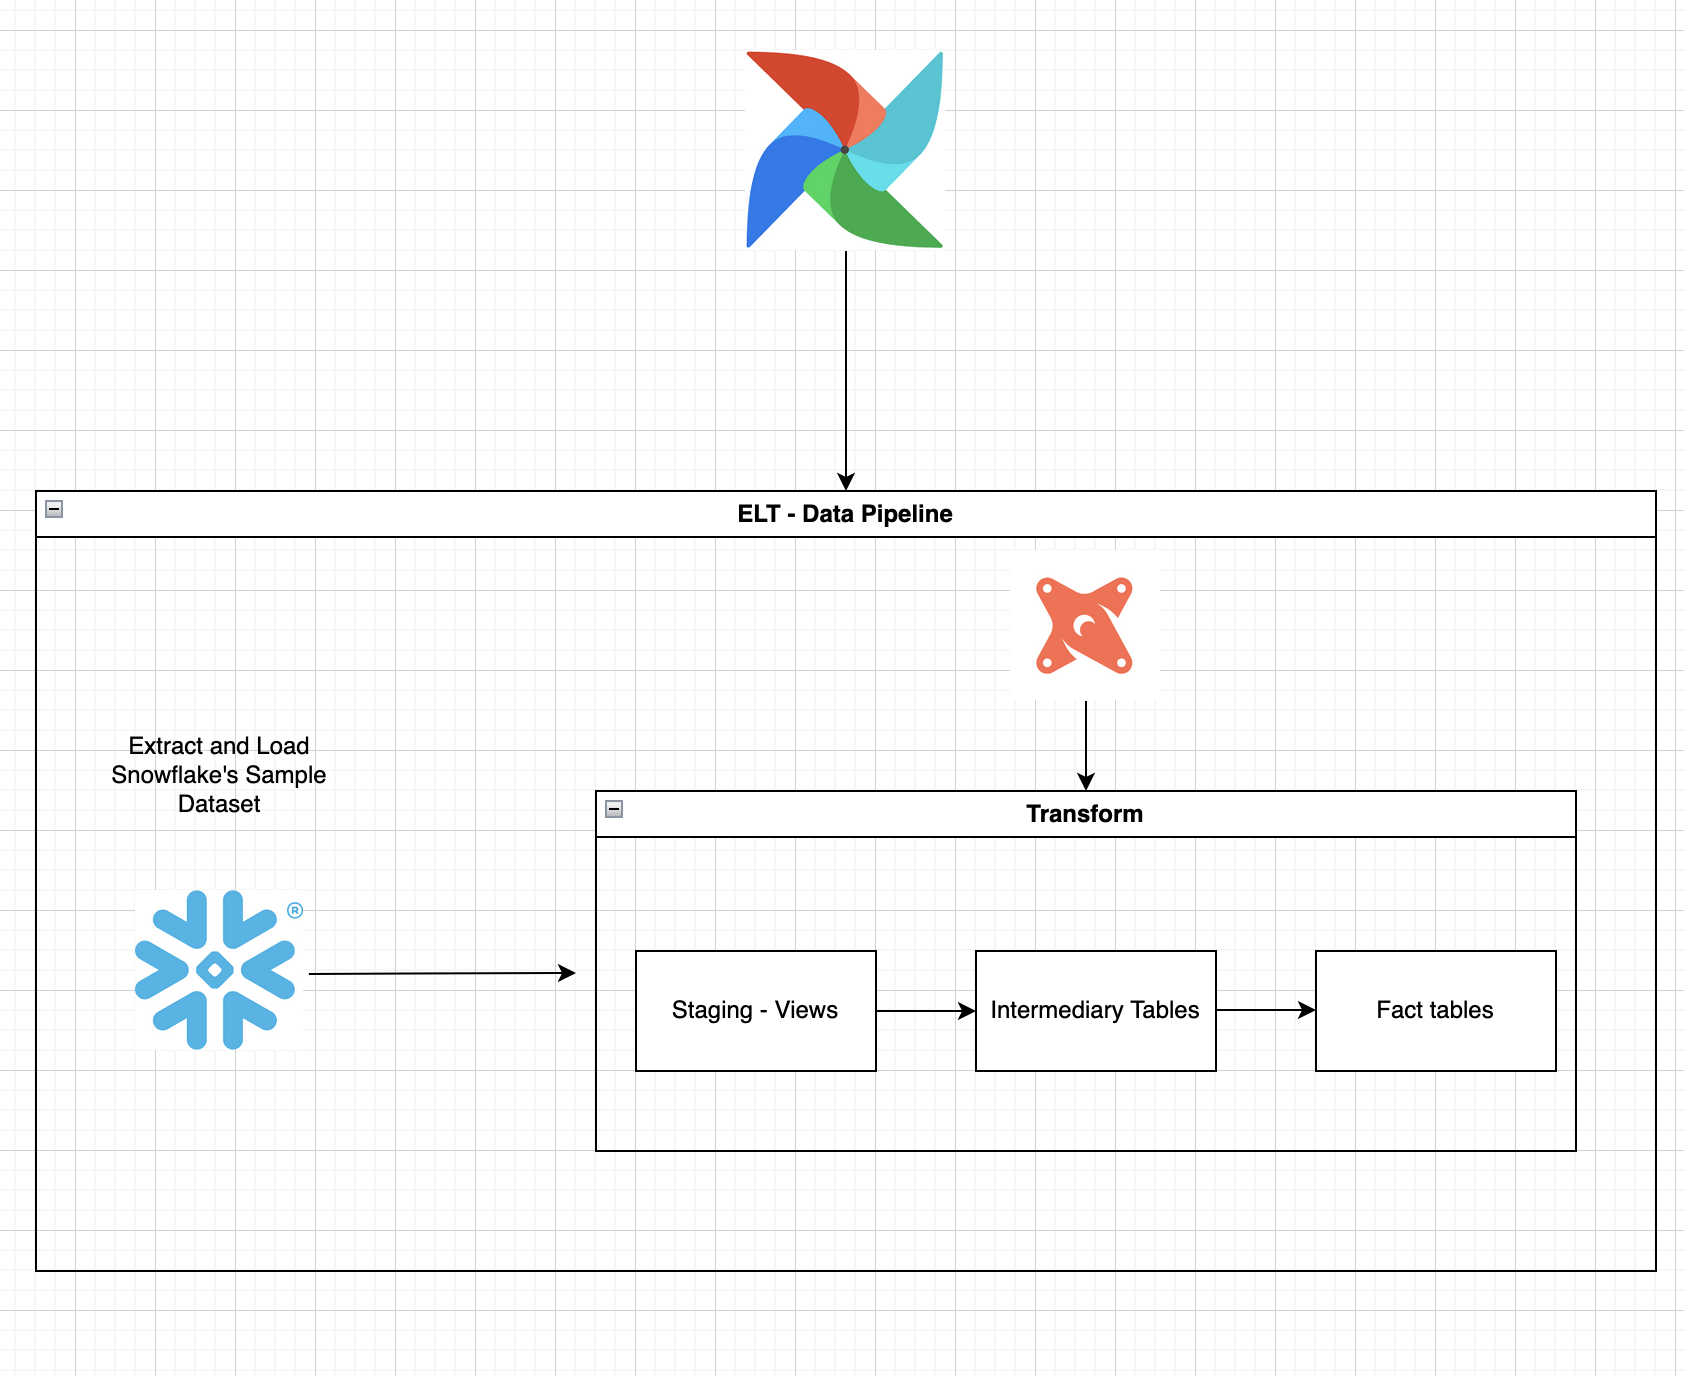 ELT - Data Pipeline
Extract and Load
Snowflake's Sample
Dataset
®
Transform
Staging - Views
Intermediary Tables
Fact tables